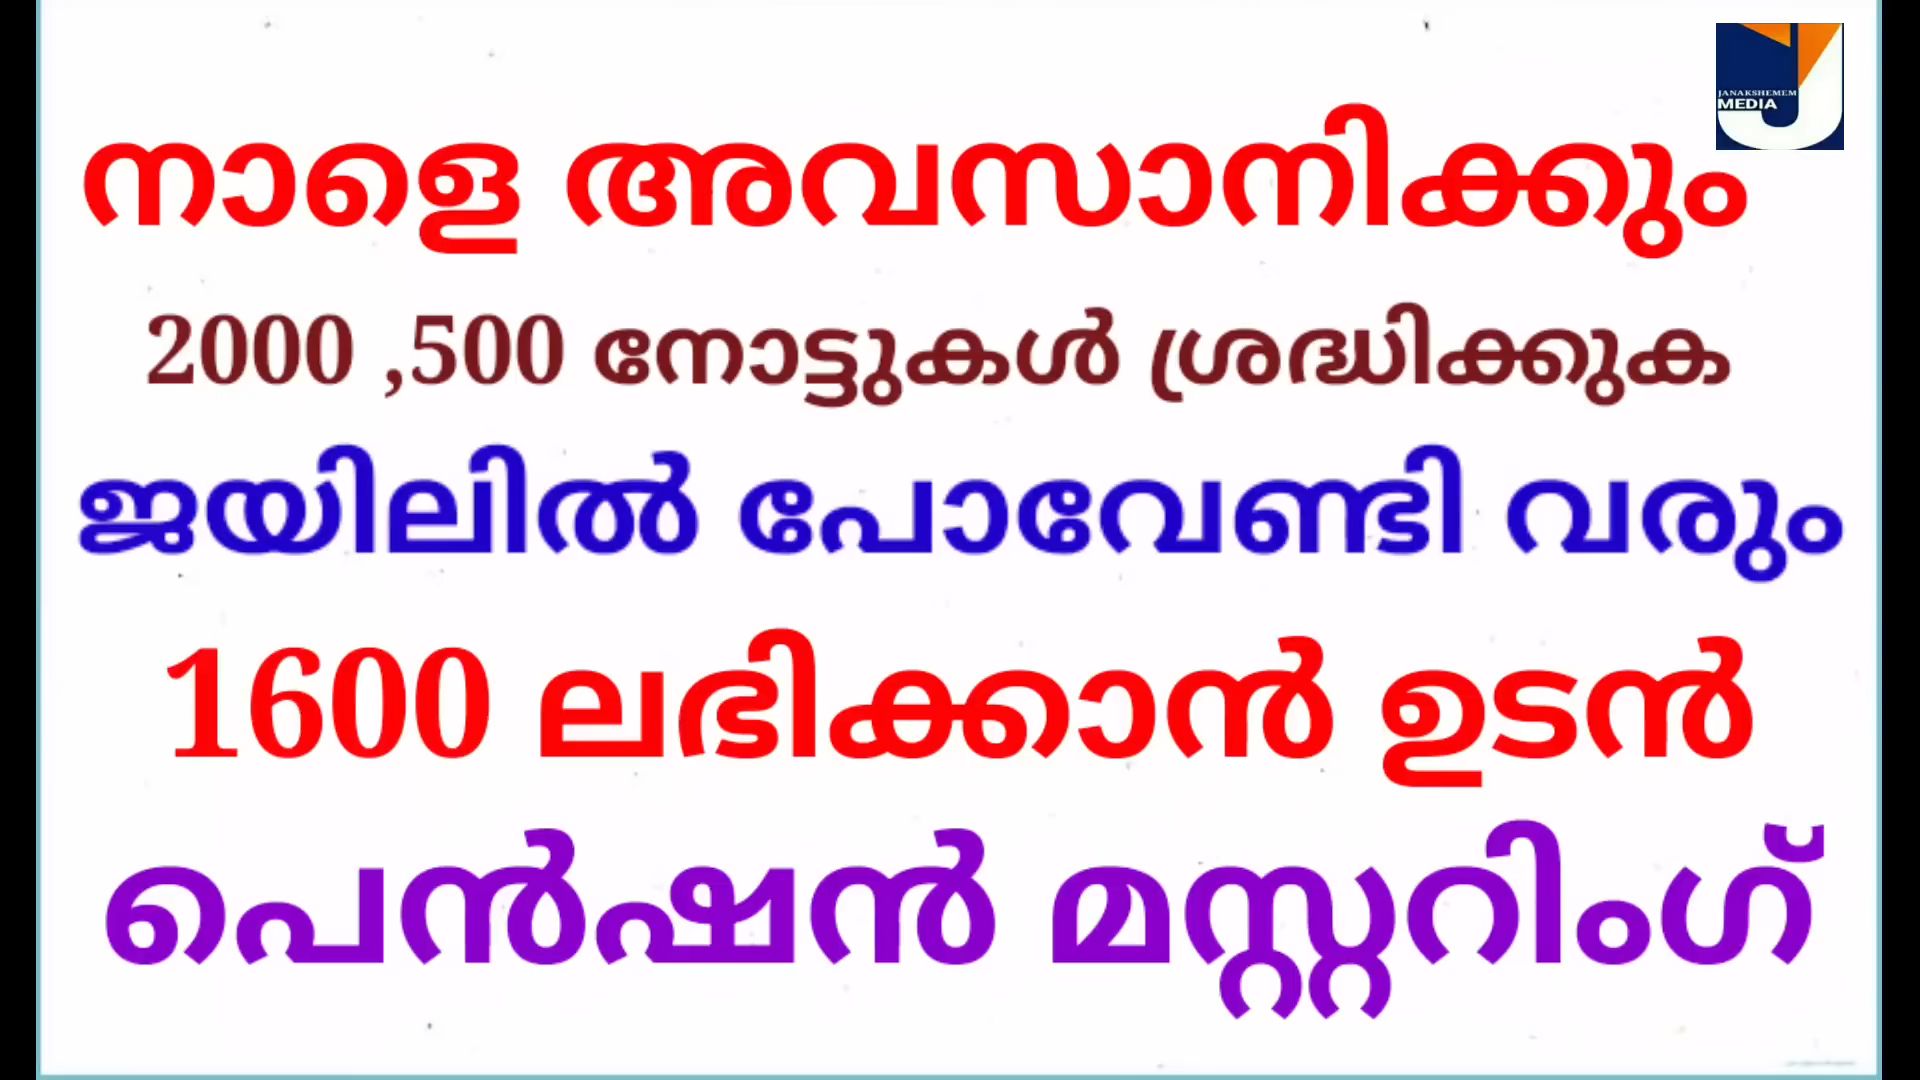 JANAKSHEMEM
MEDIA
നാളെ അവസാനിക്കും
2000 ,500 നോട്ടുകൾ ശ്രദ്ധിക്കുക
ജയിലിൽ പോവേണ്ടി വരും
1600 ലഭിക്കാൻ ഉടൻ
പെൻഷൻ മസ്റ്ററിംഗ്